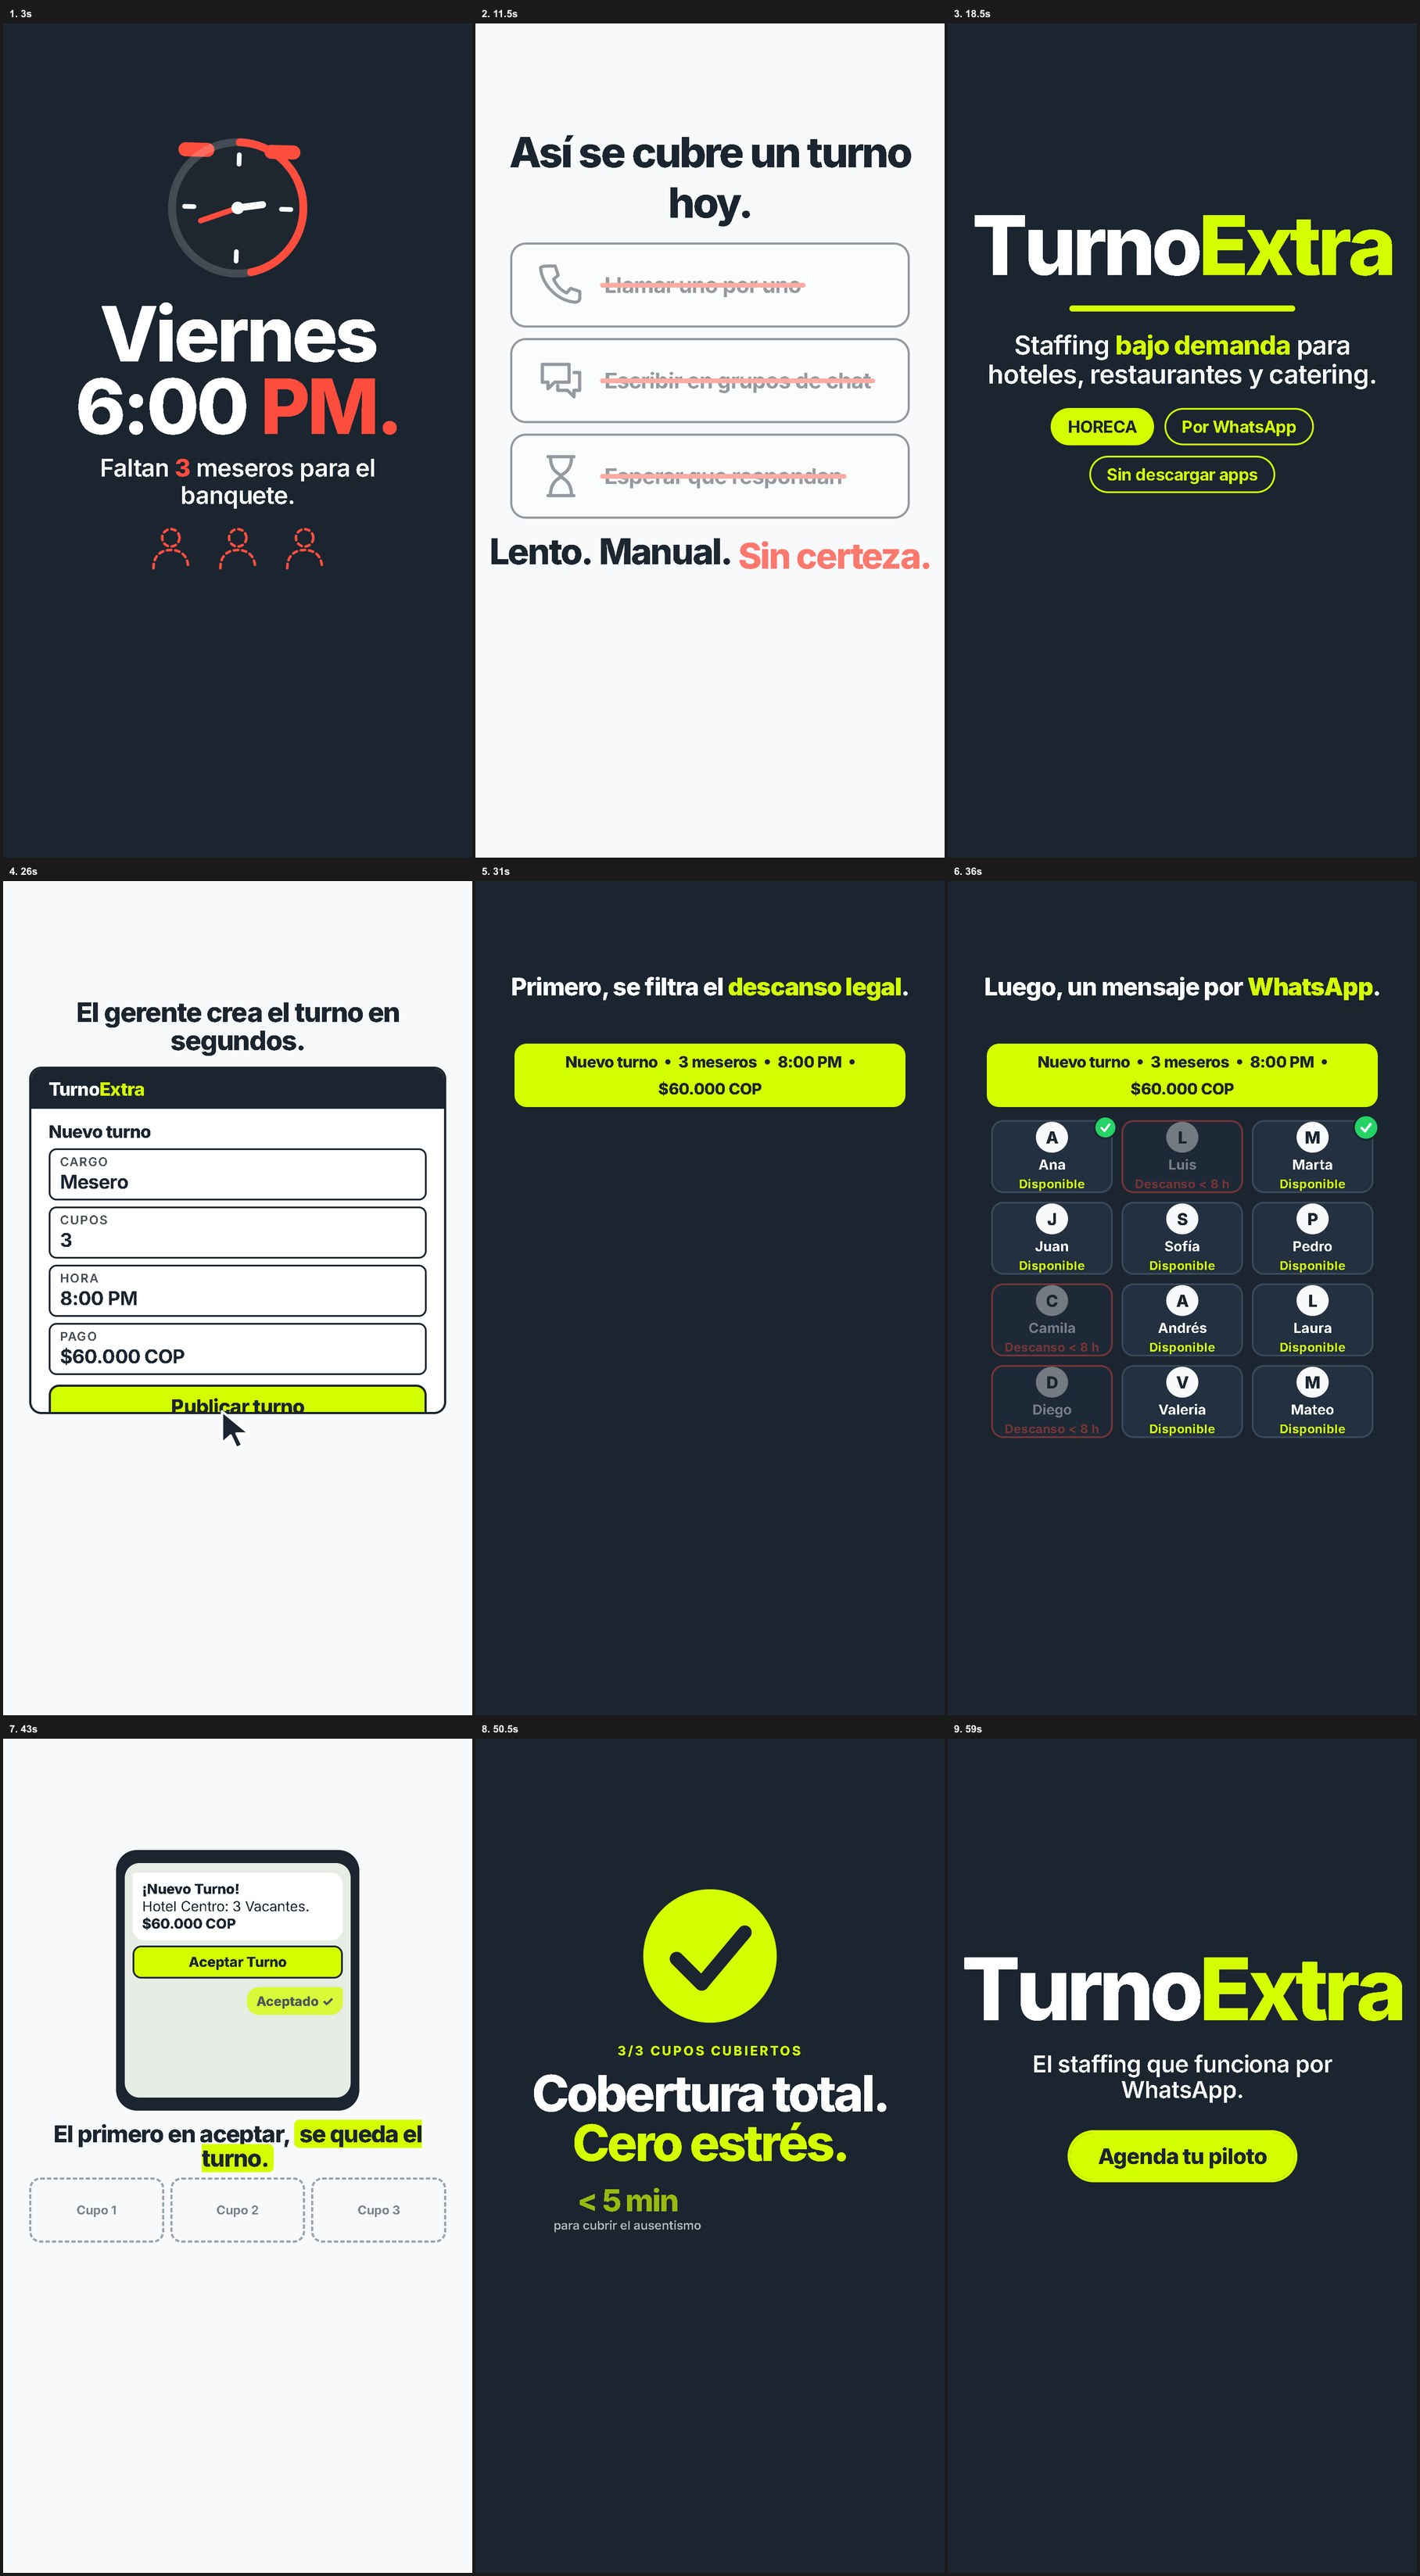 1. 3s
Viernes
6:00 PM.
Faltan 3 meseros para el
banquete.
2. 11.5s
Así se cubre un turno
hoy.
Llamar uno por uno
Escribir en grupos de chat
Esperar que respondan
Lento. Manual. Sin certeza.
3. 18.5s
TurnoExtra
Staffing bajo demanda para
hoteles, restaurantes y catering.
HORECA
Por WhatsApp
Sin descargar apps
4. 26s
El gerente crea el turno en
segundos.
TurnoExtra
Nuevo turno
CARGO
Mesero
CUPOS
3
HORA
8:00 PM
PAGO
$60.000 COP
Publicar turno
5. 31s
Primero, se filtra el descanso legal.
Nuevo turno • 3 meseros • 8:00 PM •
$60.000 COP
6. 36s
Luego, un mensaje por WhatsApp.
Nuevo turno • 3 meseros • 8:00 PM •
$60.000 COP
A
Ana
Disponible
L
Luis
Descanso < 8 h
M
Marta
Disponible
J
Juan
Disponible
S
Sofía
Disponible
P
Pedro
Disponible
C
Camila
Descanso < 8 h
A
Andrés
Disponible
L
Laura
Disponible
D
Diego
Descanso < 8 h
V
Valeria
Disponible
M
Mateo
Disponible
7. 43s
¡Nuevo Turno!
Hotel Centro: 3 Vacantes.
$60.000 COP
Aceptar Turno
Aceptado ✓
El primero en aceptar, se queda el
turno.
Cupo 1
Cupo 2
Cupo 3
8. 50.5s
3/3 CUPOS CUBIERTOS
Cobertura total.
Cero estrés.
< 5 min
para cubrir el ausentismo
9. 59s
TurnoExtra
El staffing que funciona por
WhatsApp.
Agenda tu piloto